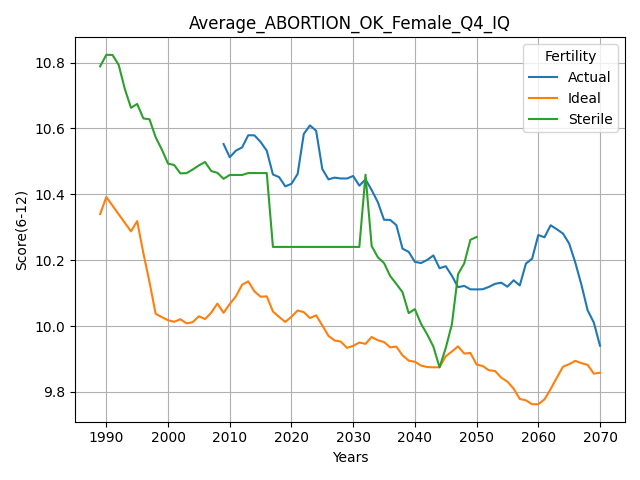 Average_ABORTION_OK_Female_Q4_IQ
Fertility
Actual
Ideal
Sterile
Score(6-12)
10.8
10.6
10.4
10.2
10.0
9.8
1990 2000 2010 2020 2030 2040 2050 2060 2070
Years